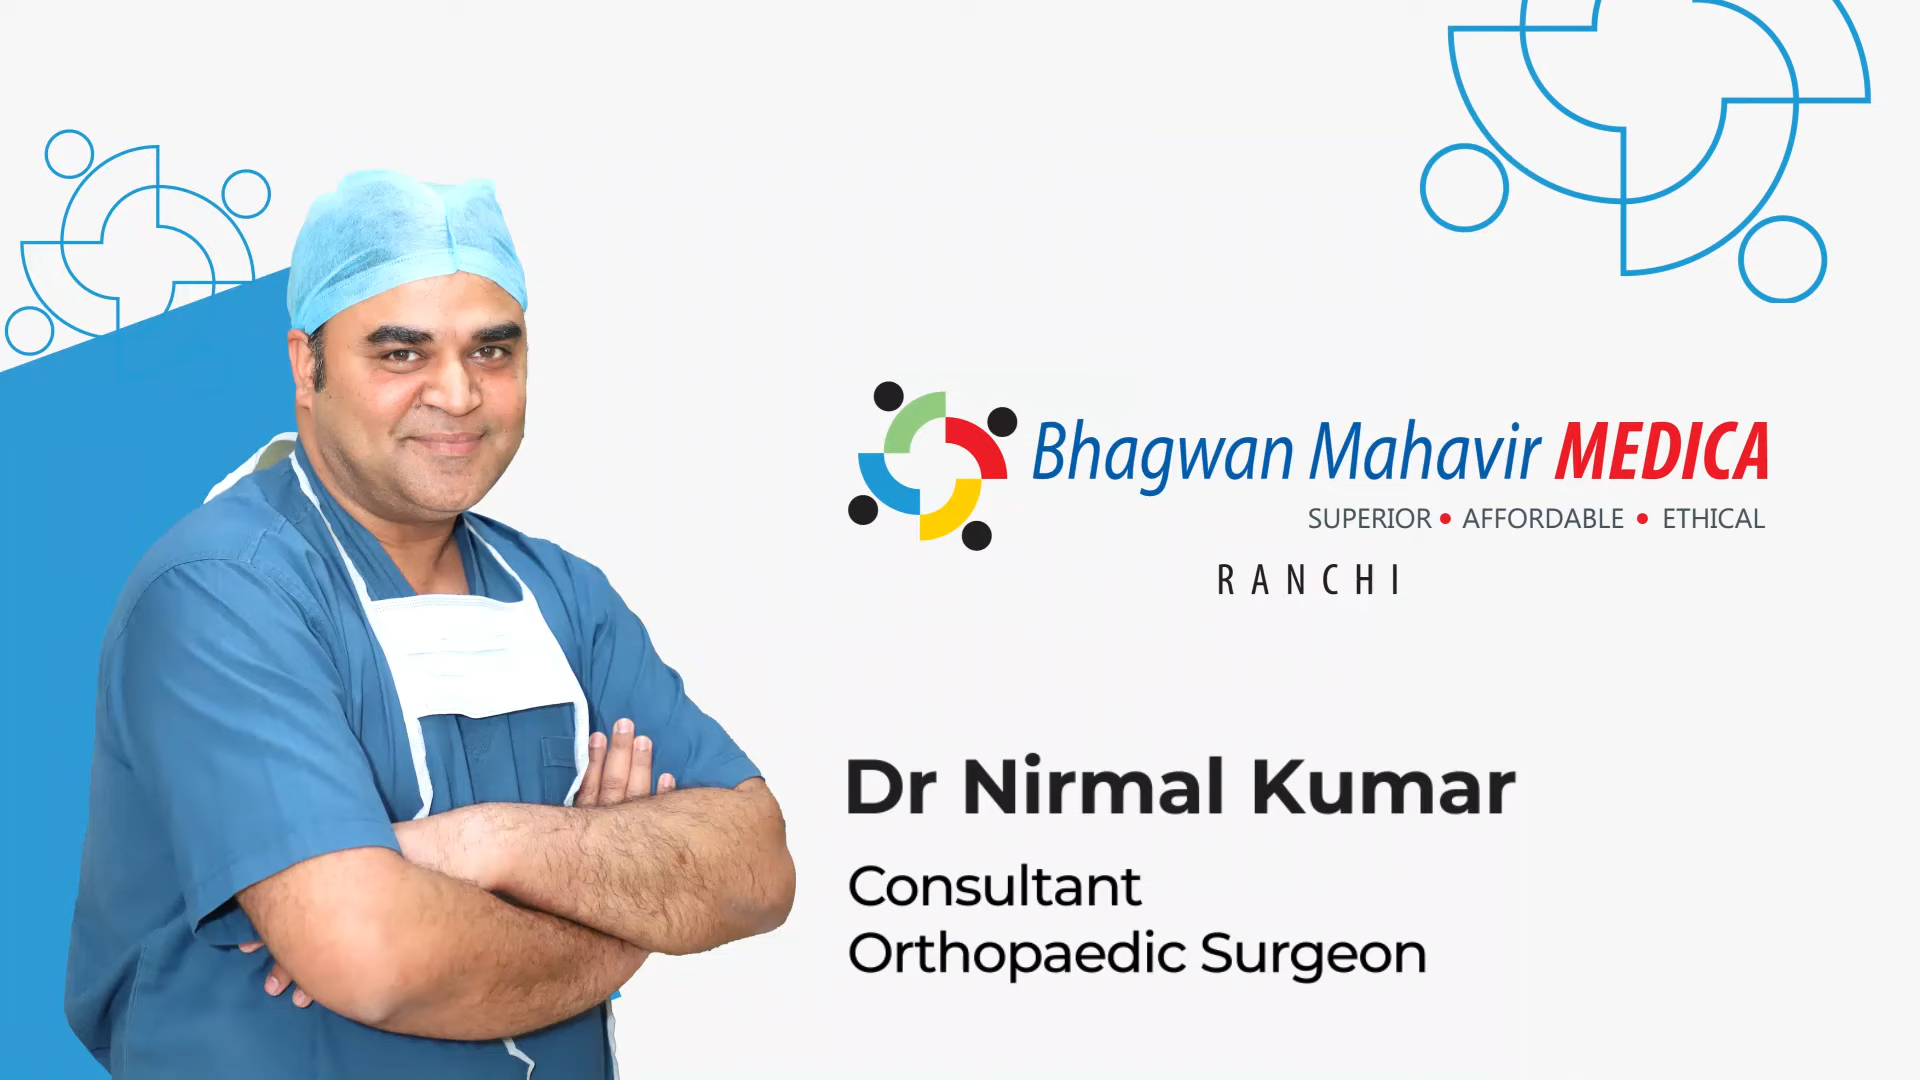 Bhagwan Mahavir MEDICA
SUPERIOR • AFFORDABLE • ETHICAL
RANCHI
Dr Nirmal Kumar
Consultant
Orthopaedic Surgeon